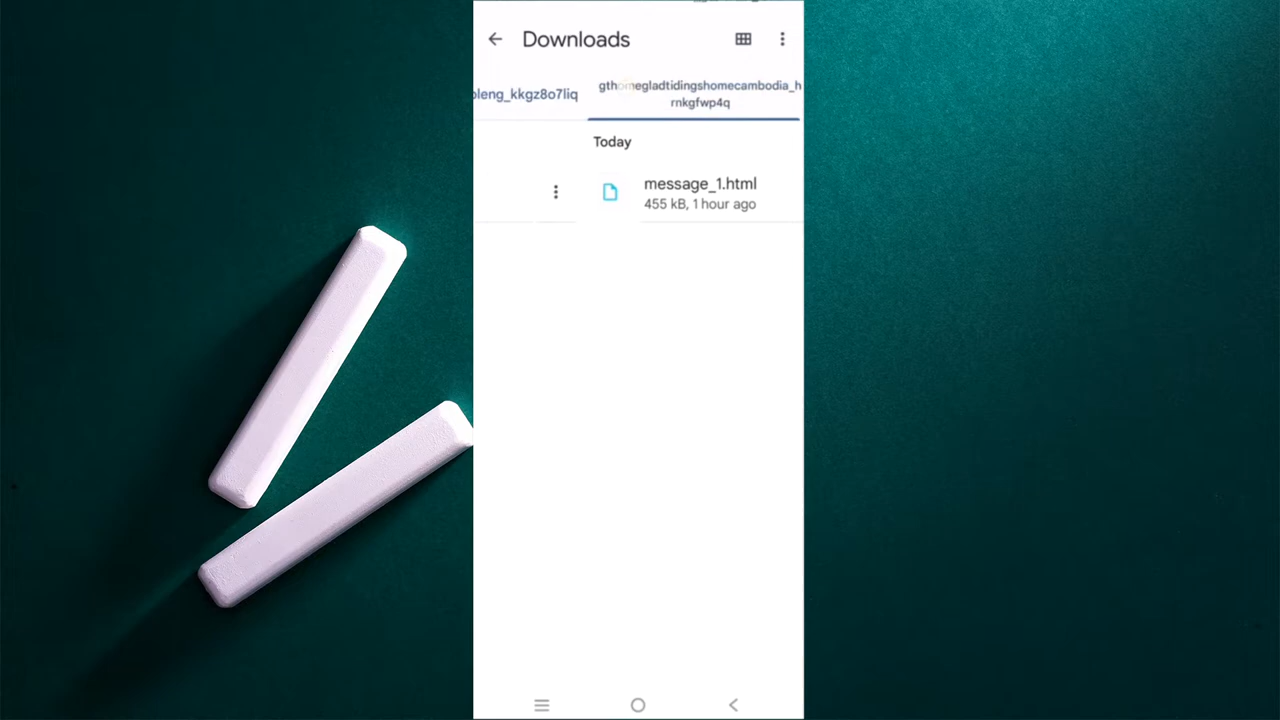 Downloads
oleng_kkgz8o7liq
gthomegladtidingshomecambodia_h
rnkgfwp4q
Today
message_1.html
455 kB, 1 hour ago